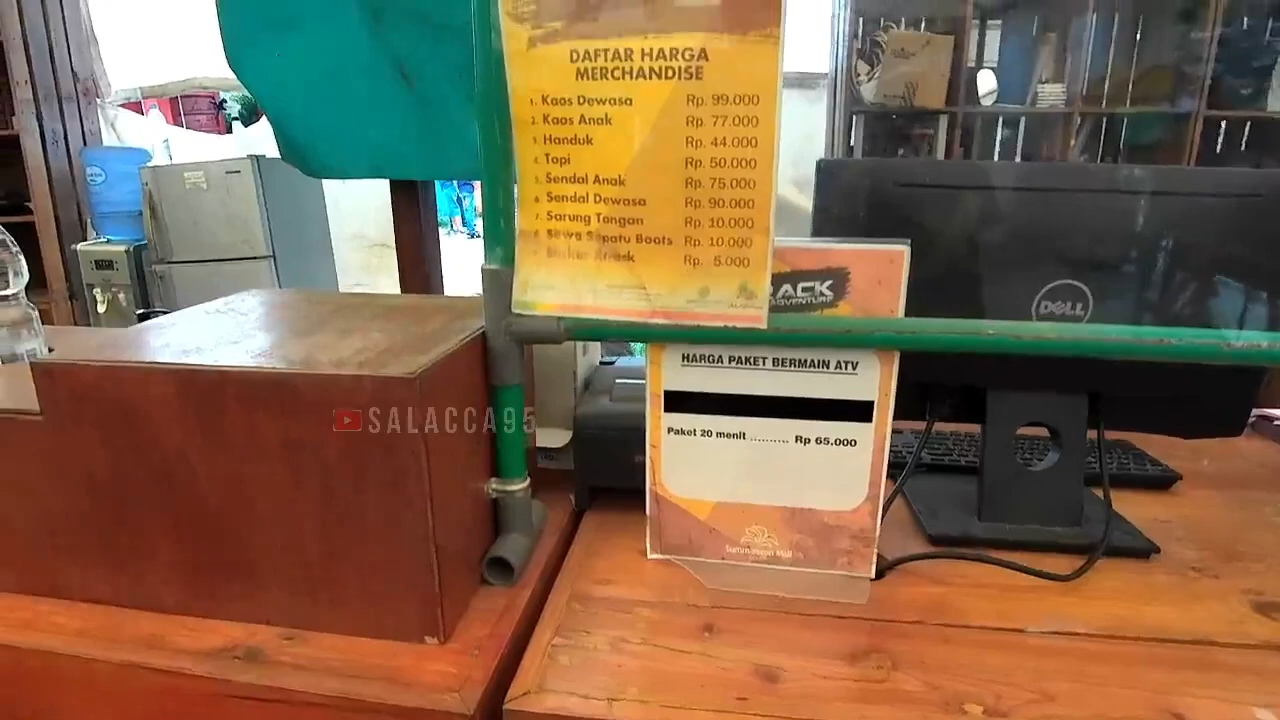 DAFTAR HARGA
MERCHANDISE
1. Kaos Dewasa Rp. 99.000
2. Kaos Anak Rp. 77.000
3. Handuk Rp. 44.000
4. Topi Rp. 50.000
5. Sendal Anak Rp. 75.000
6. Sendal Dewasa Rp. 90.000
7. Sarung Tangan Rp. 10.000
Sewa Sepatu Boots Rp. 10.000
Rp. 5.000
ADVENTURE
DELL
HARGA PAKET BERMAIN ATV
Paket 20 menit .......... Rp 65.000
SALACCA95
Summarecon Mall